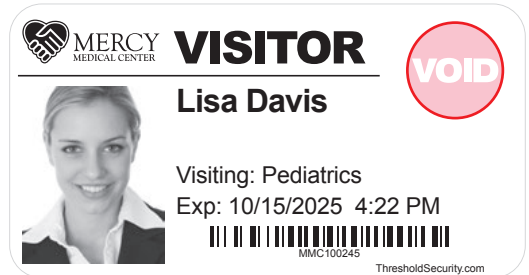 MERCY
MEDICAL CENTER
VISITOR
VOID
Lisa Davis
Visiting: Pediatrics
Exp: 10/15/2025 4:22 PM
MMC100245
ThresholdSecurity.com